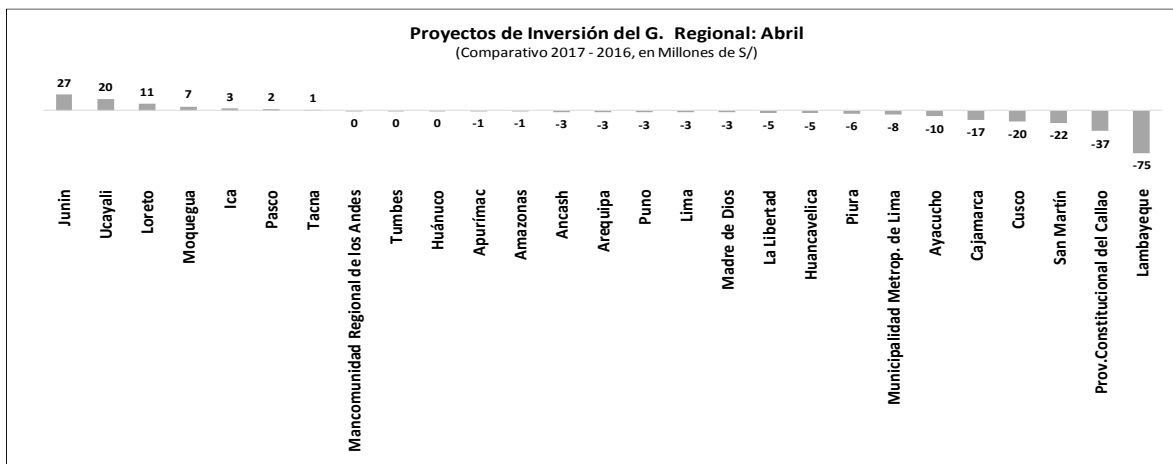 Proyectos de Inversión del G. Regional: Abril
(Comparativo 2017 - 2016, en Millones de S/)
27
20
11
7
3
2
1
0
0
0
-1
-1
-3
-3
-3
-3
-3
-5
-5
-6
-8
-10
-17
-20
-22
-37
-75
Junin
Ucayali
Loreto
Moquegua
Ica
Pasco
Tacna
Mancomunidad Regional de los Andes
Tumbes
Huánuco
Apurímac
Amazonas
Ancash
Arequipa
Puno
Lima
Madre de Dios
La Libertad
Huancavelica
Piura
Municipalidad Metrop. de Lima
Ayacucho
Cajamarca
Cusco
San Martín
Prov.Constitucional del Callao
Lambayeque